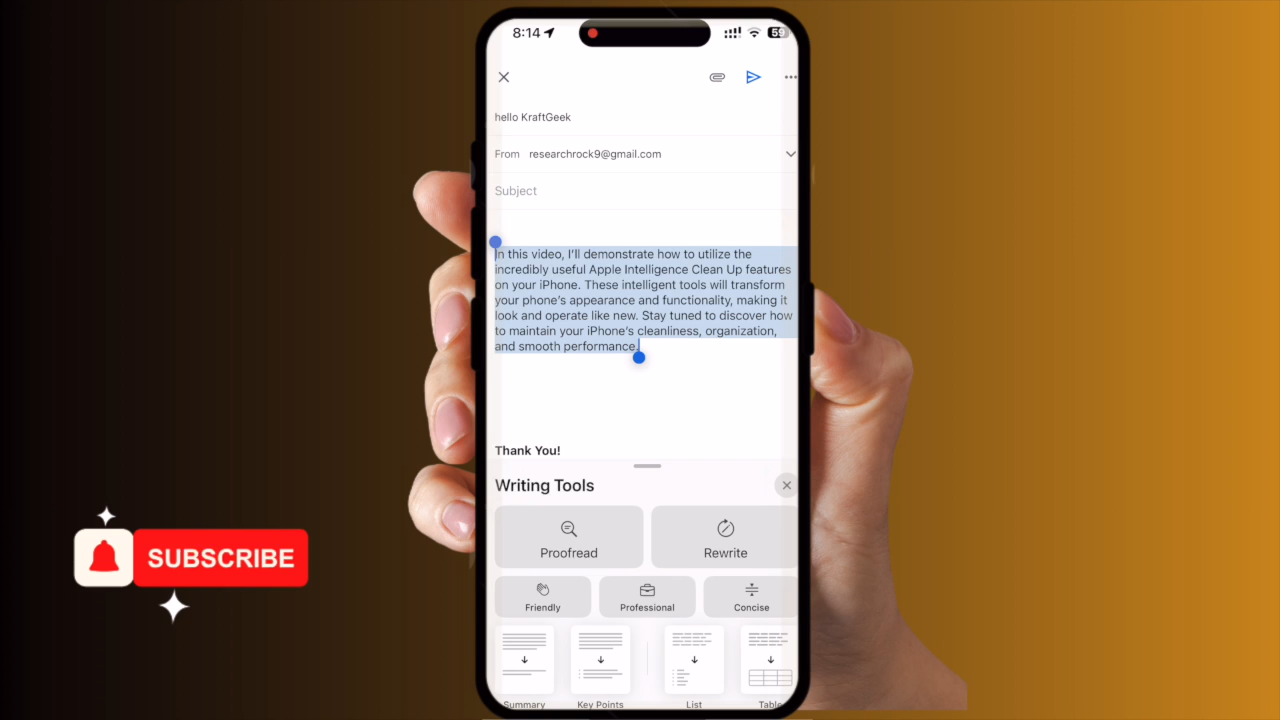 8:14
59
hello KraftGeek
From researchrock9@gmail.com
Subject
In this video, I'll demonstrate how to utilize the
incredibly useful Apple Intelligence Clean Up features
on your iPhone. These intelligent tools will transform
your phone's appearance and functionality, making it
look and operate like new. Stay tuned to discover how
to maintain your iPhone's cleanliness, organization,
and smooth performance.
Thank You!
Writing Tools
Proofread
Rewrite
Friendly
Professional
Concise
Summary
Key Points
List
Table
SUBSCRIBE